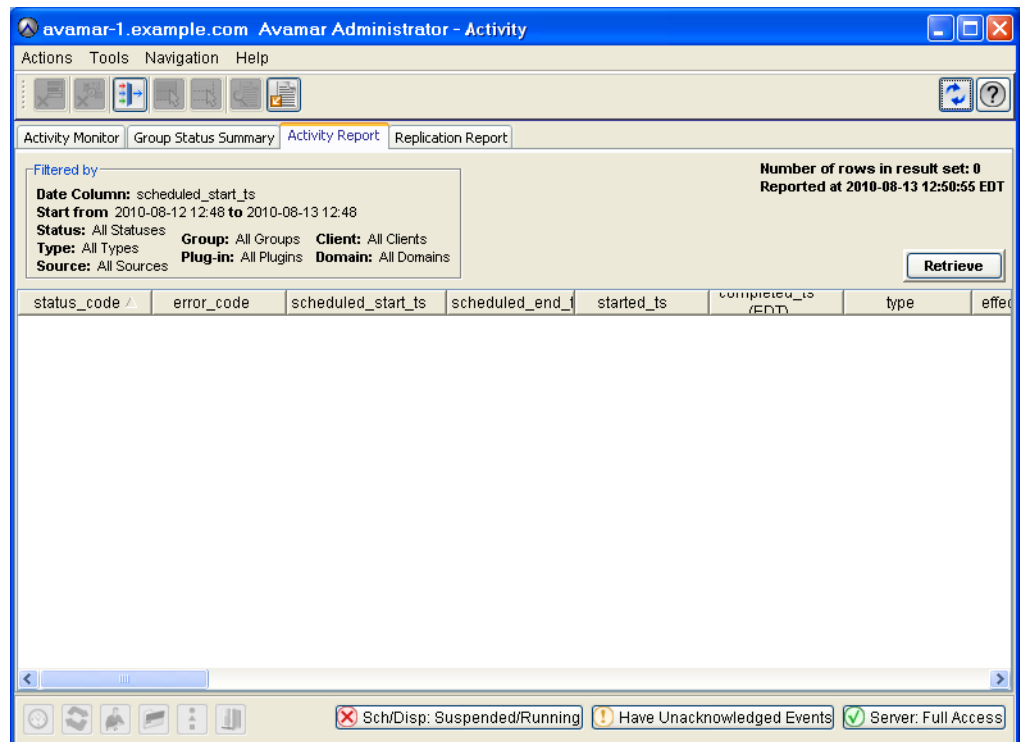 avamar-1.example.com Avamar Administrator - Activity
Actions Tools Navigation Help
Activity Monitor Group Status Summary Activity Report Replication Report
Filtered by
Date Column: scheduled_start_ts
Start from 2010-08-12 12:48 to 2010-08-13 12:48
Status: All Statuses
Type: All Types
Source: All Sources
Group: All Groups Client: All Clients
Plug-in: All Plugins Domain: All Domains
Number of rows in result set: 0
Reported at 2010-08-13 12:50:55 EDT
Retrieve
status_code error_code scheduled_start_ts scheduled_end_t started_ts completed_ts (EDT) type effec
Sch/Disp: Suspended/Running Have Unacknowledged Events Server: Full Access